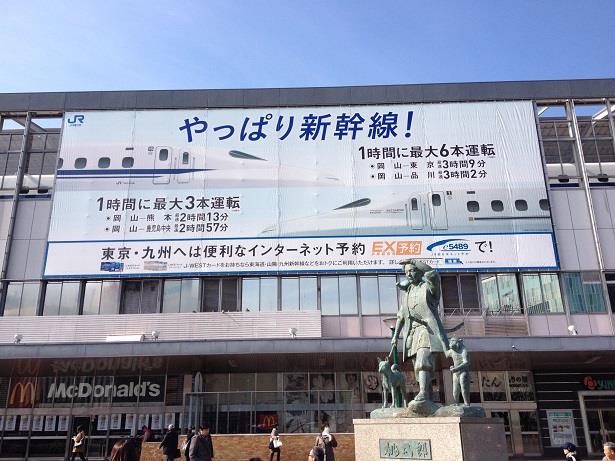 JR
やっぱり新幹線!
1時間に最大6本運転
●岡山―東京 最速3時間9分
●岡山―品川 最速3時間2分
1時間に最大3本運転
●岡山―熊本 最速2時間13分
●岡山―鹿児島中央 最速2時間57分
東京・九州へは便利なインターネット予約 EX予約 e5489 で!
McDonald's
桃太郎